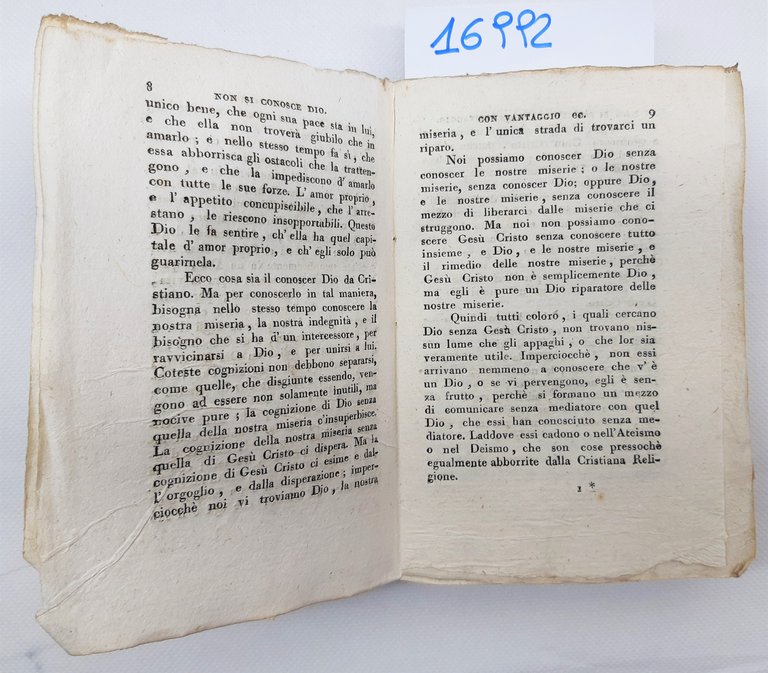 16992
8
NON SI CONOSCE DIO.
unico bene, che ogni sua pace sta in lui,
e che ella non troverà giubilo che in
amarlo; e nello stesso tempo fa sì, che
essa abborrisca gli ostacoli che la tratten-
gono, e che la impediscono d' amarlo
con tutte le sue forze. L' amor proprio,
e l' appetito concupiscibile, che l' arre-
stano, le riescono insopportabili. Questo
Dio le fa sentire, ch' ella ha quel capi-
tale d' amor proprio, e ch' egli solo può
guarirnela.
Ecco cosa sia il conoscer Dio da Cri-
stiano. Ma per conoscerlo in tal maniera,
bisogna nello stesso tempo conoscere la
nostra miseria, la nostra indegnità, e il
bisogno che si ha d' un intercessore, per
ravvicinarsi a Dio, e per unirsi a lui.
Coteste cognizioni non debbono separarsi,
come quelle, che disgiunte essendo, ven-
gono ad essere non solamente inutili, ma
nocive pure; la cognizione di Dio senza
quella della nostra miseria c'insuperbisce.
La cognizione della nostra miseria senza
quella di Gesù Cristo ci dispera. Ma la
cognizione di Gesù Cristo ci esime e dal-
l' orgoglio, e dalla disperazione; imper-
ciocchè noi vi troviamo Dio, la nostra
CON VANTAGGIO ec. 9
miseria, e l' unica strada di trovarci un
riparo.
Noi possiamo conoscer Dio senza
conoscer le nostre miserie; o le nostre
miserie, senza conoscer Dio; oppure Dio,
e le nostre miserie, senza conoscere il
mezzo di liberarci dalle miserie che ci
struggono. Ma noi non possiamo cono-
scere Gesù Cristo senza conoscere tutto
insieme, e Dio, e le nostre miserie, e
il rimedio delle nostre miserie, perchè
Gesù Cristo non è semplicemente Dio,
ma egli è pure un Dio riparatore delle
nostre miserie.
Quindi tutti coloró, i quali cercano
Dio senza Gesù Cristo, non trovano nis-
sun lume che gli appaghi, o che lor sia
veramente utile. Imperciocchè, non essi
arrivano nemmeno a conoscere che v' è
un Dio, o se vi pervengono, egli è sen-
za frutto, perchè si formano un mezzo
di comunicare senza mediatore con quel
Dio, che essi han conosciuto senza me-
diatore. Laddove essi cadono o nell'Ateismo
o nel Deismo, che son cose pressochè
egualmente abborrite dalla Cristiana Reli-
gione.
1 *